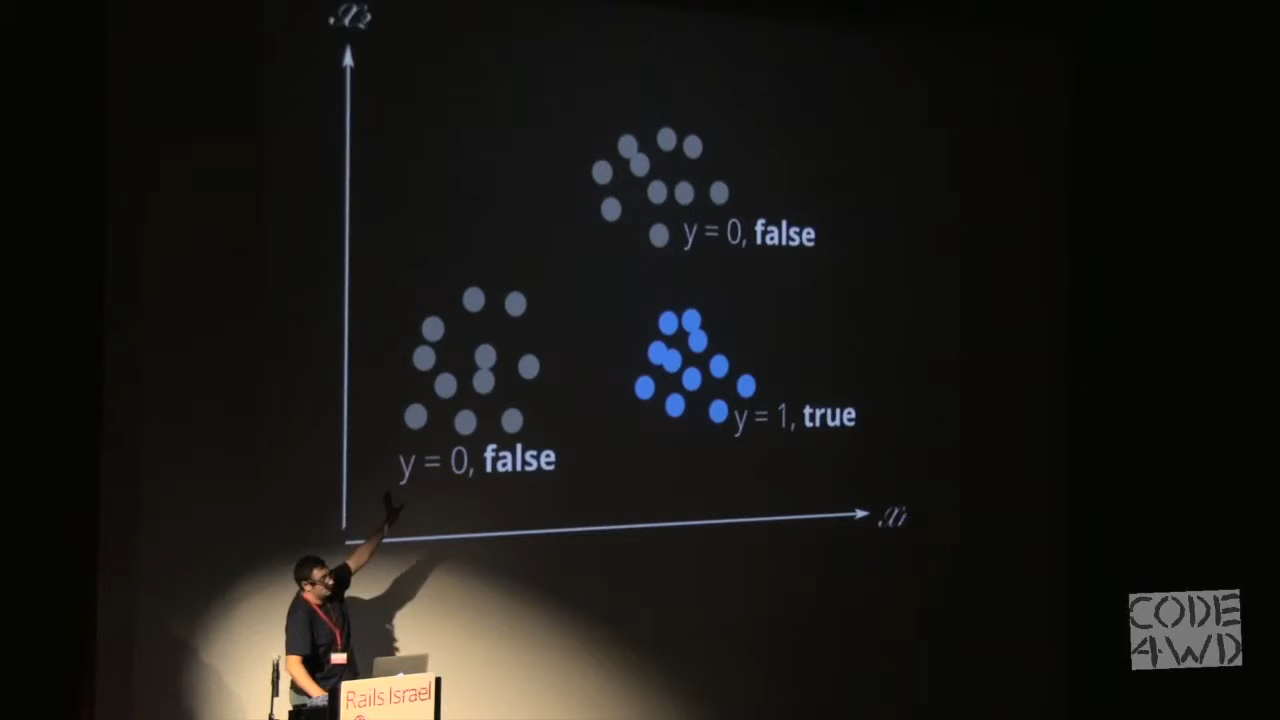 x₂
y = 0, false
y = 1, true
y = 0, false
x₁
CODE
4WD
Rails Israel